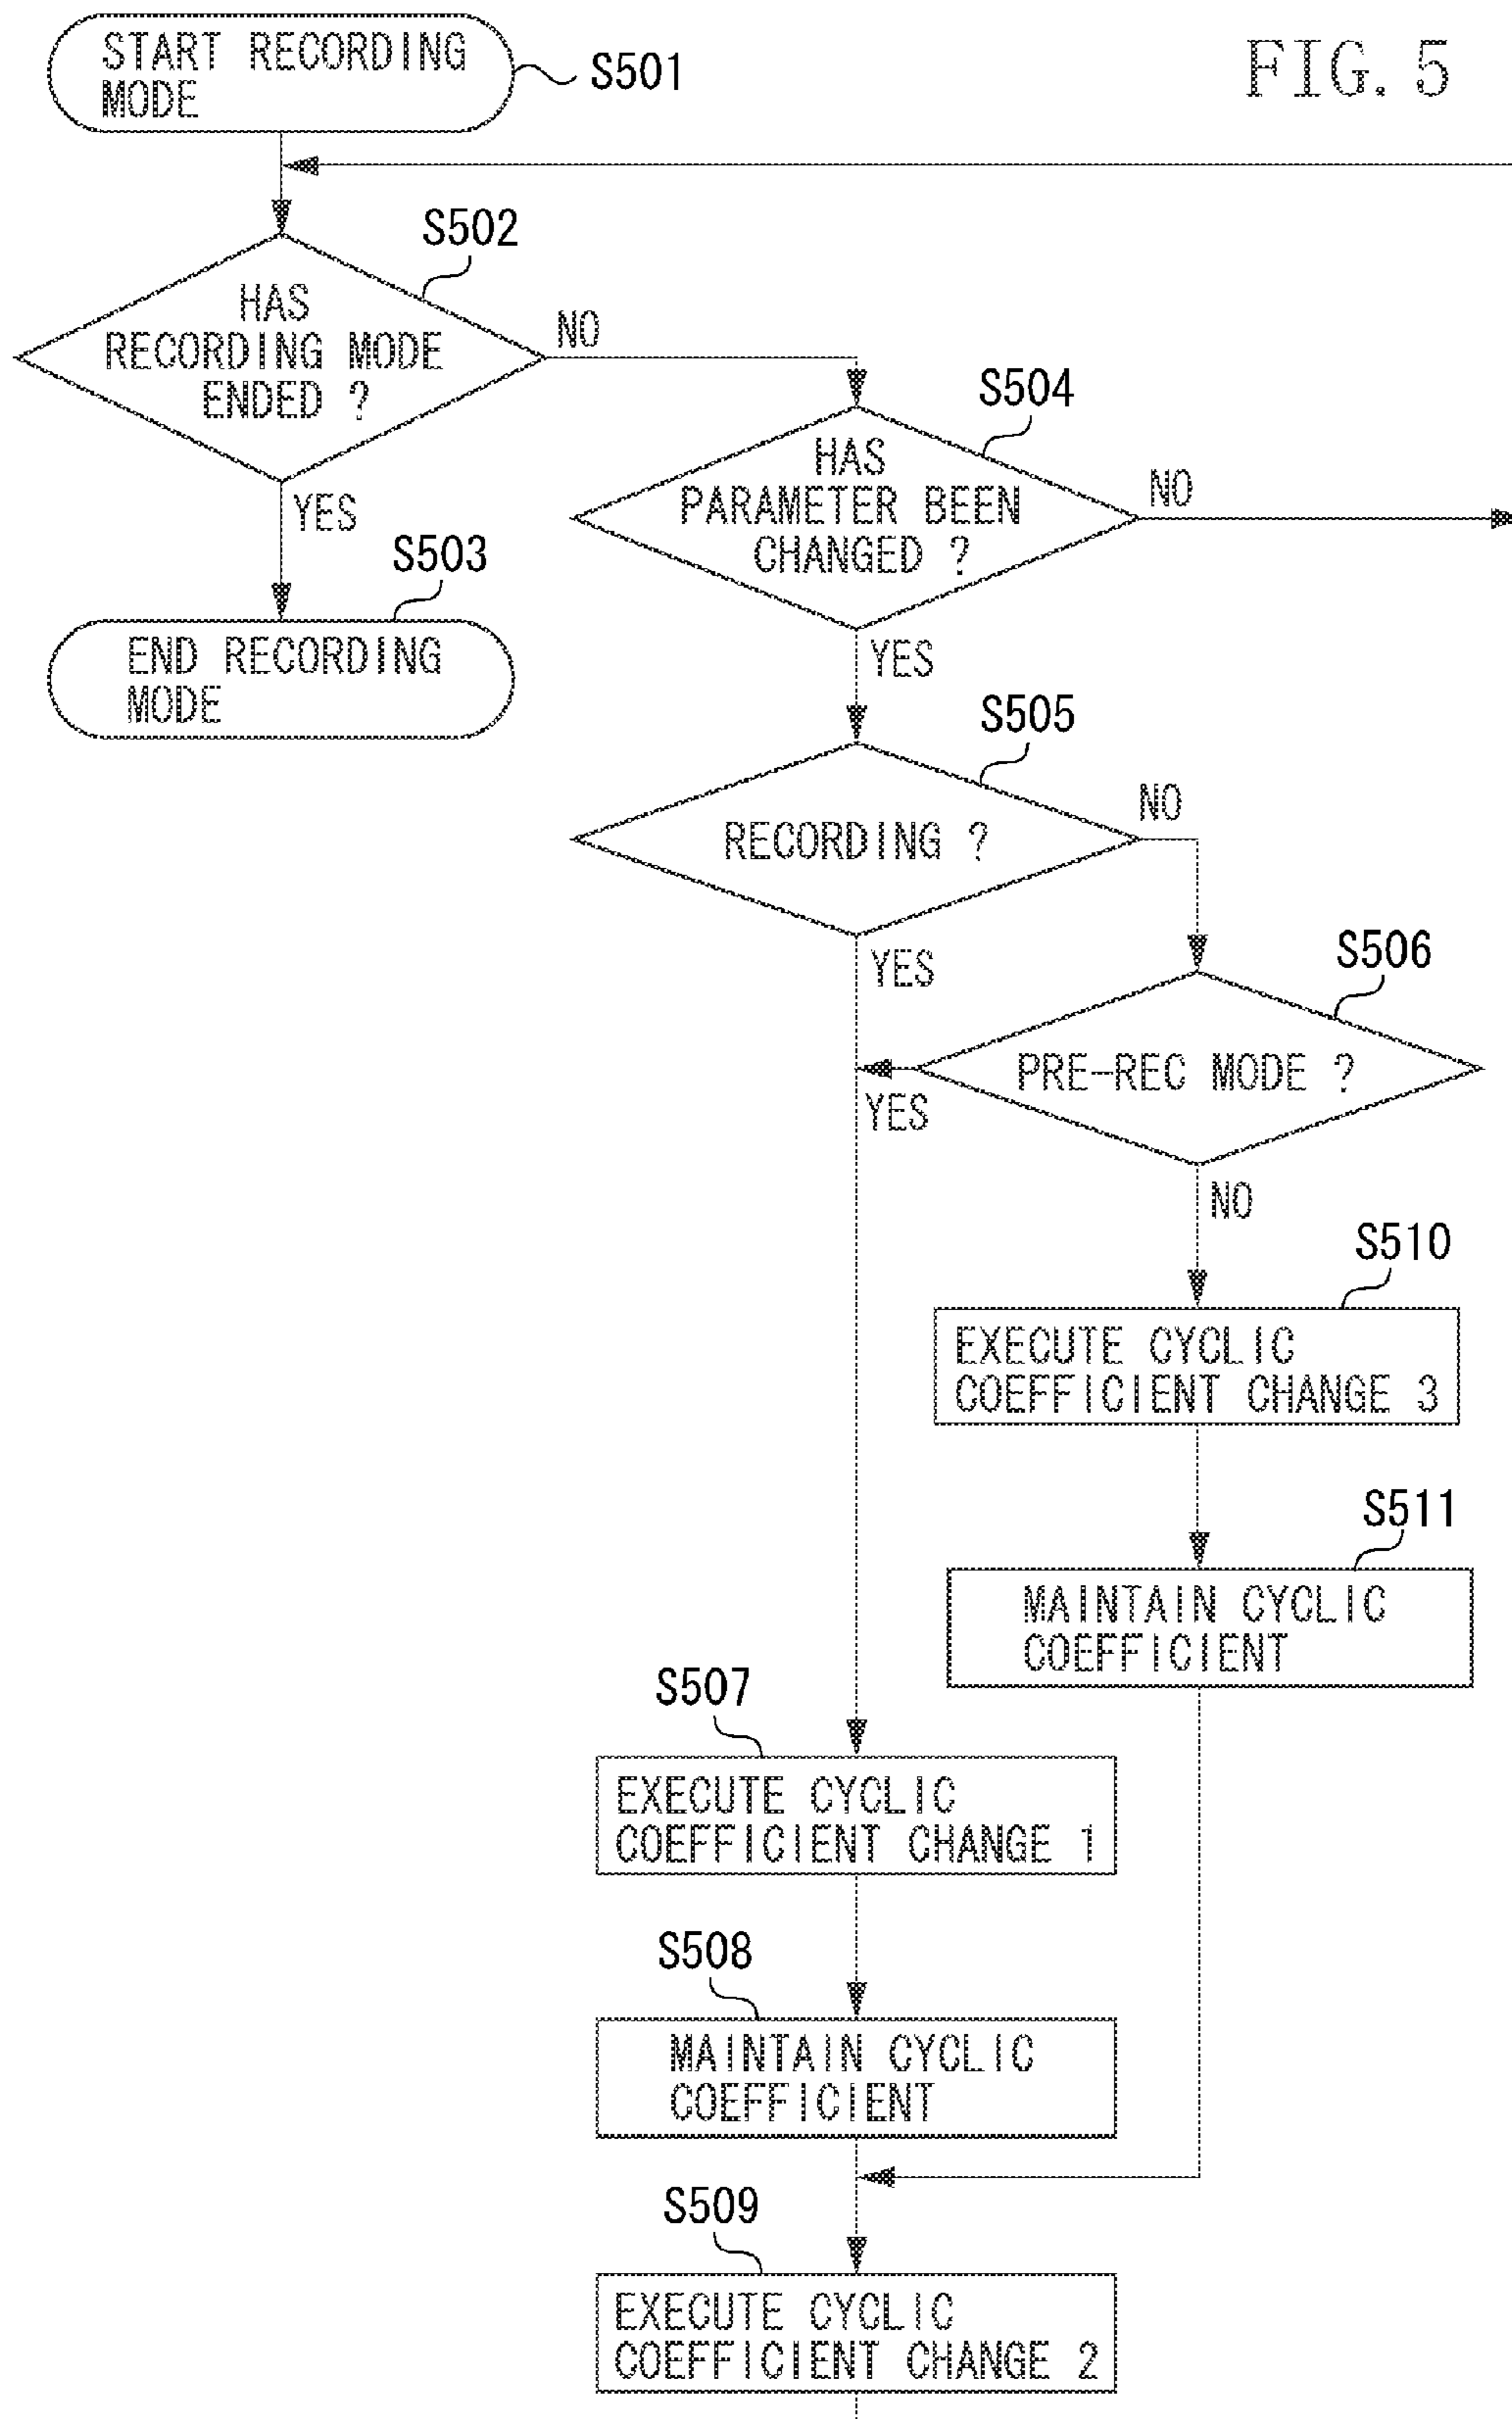 FIG. 5
START RECORDING
MODE
S501
S502
HAS
RECORDING MODE
ENDED ?
NO
YES
S503
END RECORDING
MODE
S504
HAS
PARAMETER BEEN
CHANGED ?
NO
YES
S505
RECORDING ?
NO
YES
S506
PRE-REC MODE ?
YES
NO
S510
EXECUTE CYCLIC
COEFFICIENT CHANGE 3
S511
MAINTAIN CYCLIC
COEFFICIENT
S507
EXECUTE CYCLIC
COEFFICIENT CHANGE 1
S508
MAINTAIN CYCLIC
COEFFICIENT
S509
EXECUTE CYCLIC
COEFFICIENT CHANGE 2